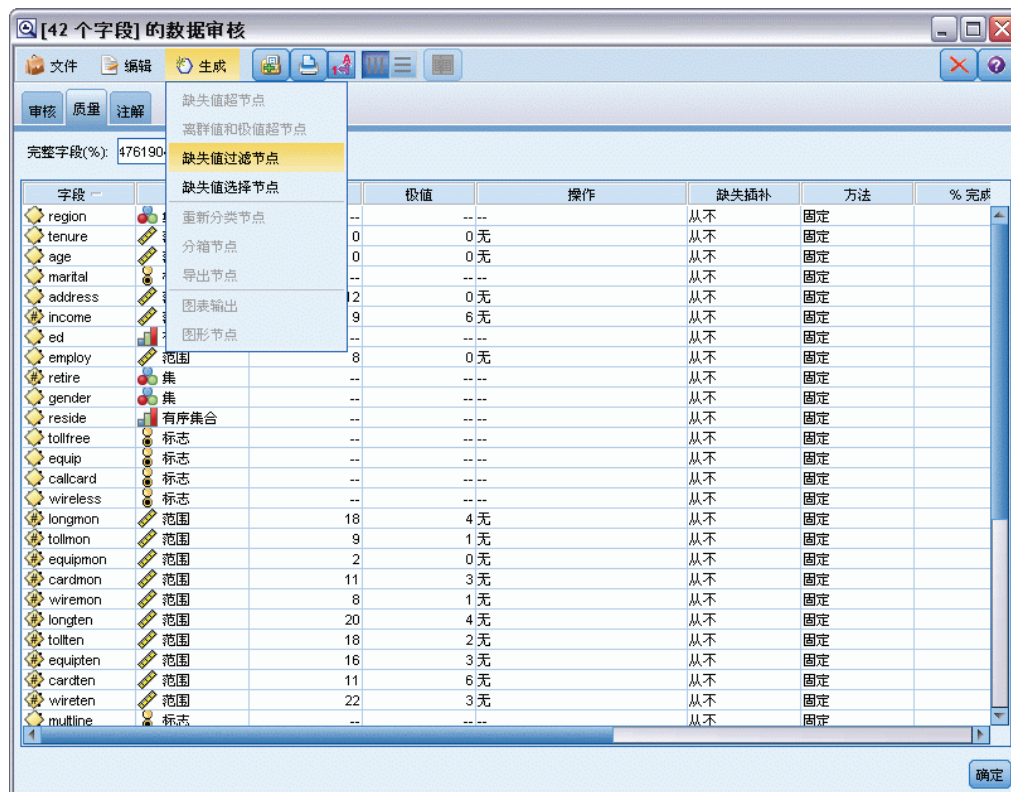 [42 个字段] 的数据审核
文件 编辑 生成
审核 质量 注解
完整字段(%): 476190
缺失值超节点
离群值和极值超节点
缺失值过滤节点
缺失值选择节点
重新分类节点
分箱节点
导出节点
图表输出
图形节点
字段 极值 操作 缺失插补 方法 % 完成
region -- -- -- 从不 固定
tenure 0 0 无 从不 固定
age 0 0 无 从不 固定
marital -- -- -- 从不 固定
address 12 0 无 从不 固定
income 9 6 无 从不 固定
ed -- -- -- 从不 固定
employ 范围 8 0 无 从不 固定
retire 集 -- -- -- 从不 固定
gender 集 -- -- -- 从不 固定
reside 有序集合 -- -- -- 从不 固定
tollfree 标志 -- -- -- 从不 固定
equip 标志 -- -- -- 从不 固定
callcard 标志 -- -- -- 从不 固定
wireless 标志 -- -- -- 从不 固定
longmon 范围 18 4 无 从不 固定
tollmon 范围 9 1 无 从不 固定
equipmon 范围 2 0 无 从不 固定
cardmon 范围 11 3 无 从不 固定
wiremon 范围 8 1 无 从不 固定
longten 范围 20 4 无 从不 固定
tollten 范围 18 2 无 从不 固定
equipten 范围 16 3 无 从不 固定
cardten 范围 11 6 无 从不 固定
wireten 范围 22 3 无 从不 固定
multline 标志 -- -- -- 从不 固定
确定